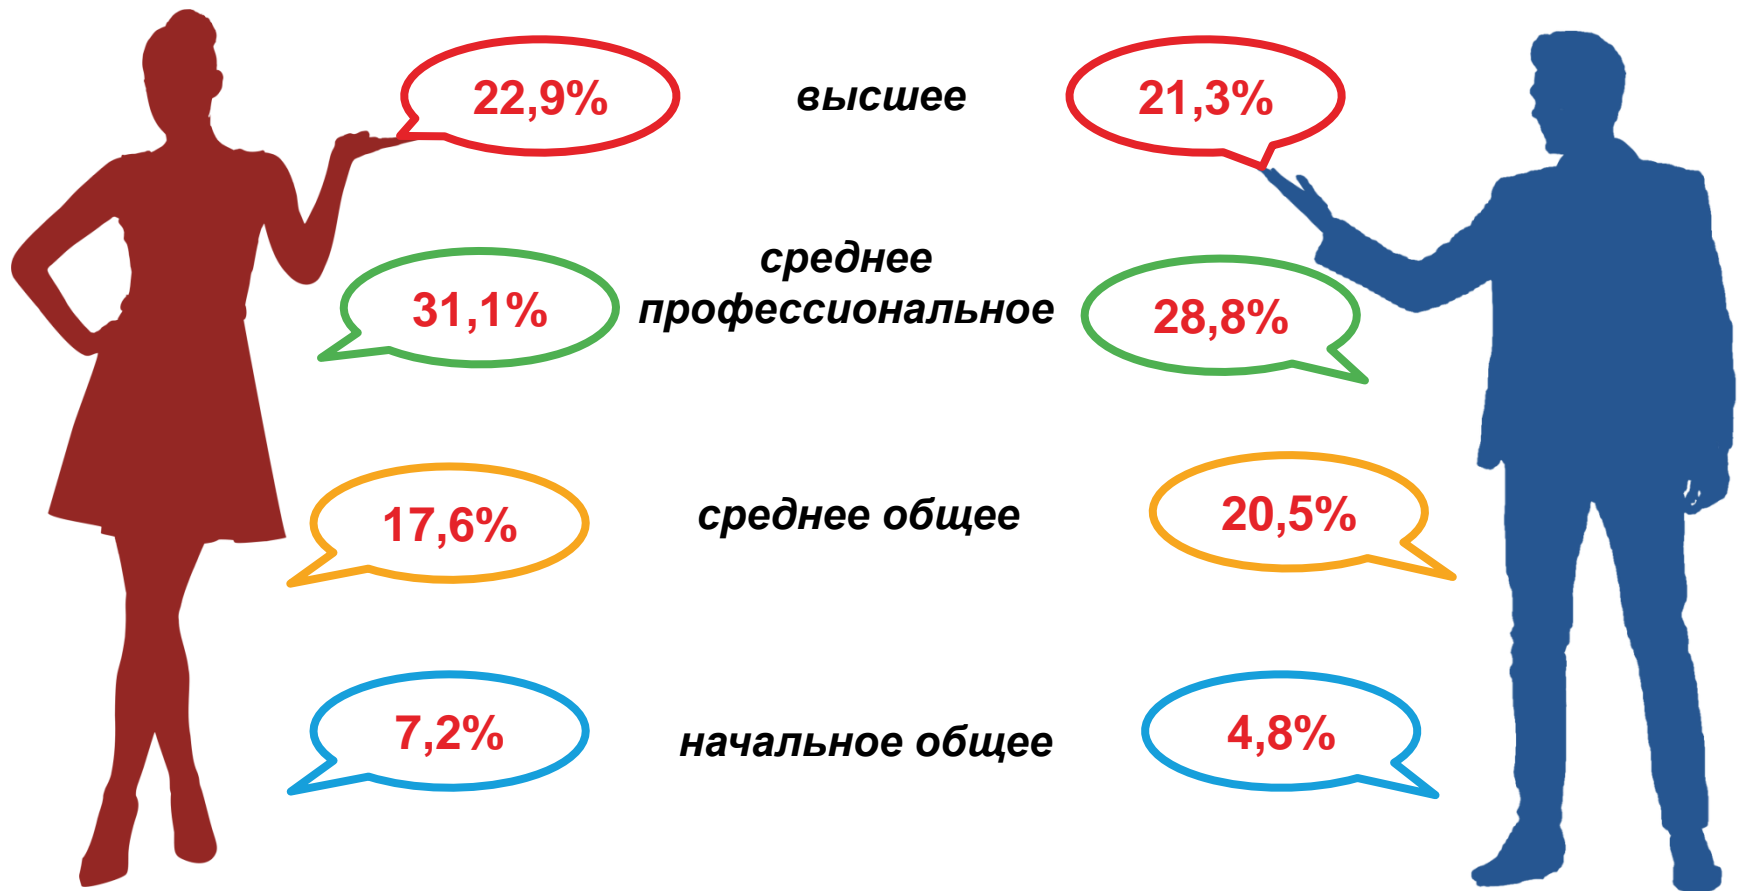 22,9%
высшее
21,3%
31,1%
среднее
профессиональное
28,8%
17,6%
среднее общее
20,5%
7,2%
начальное общее
4,8%